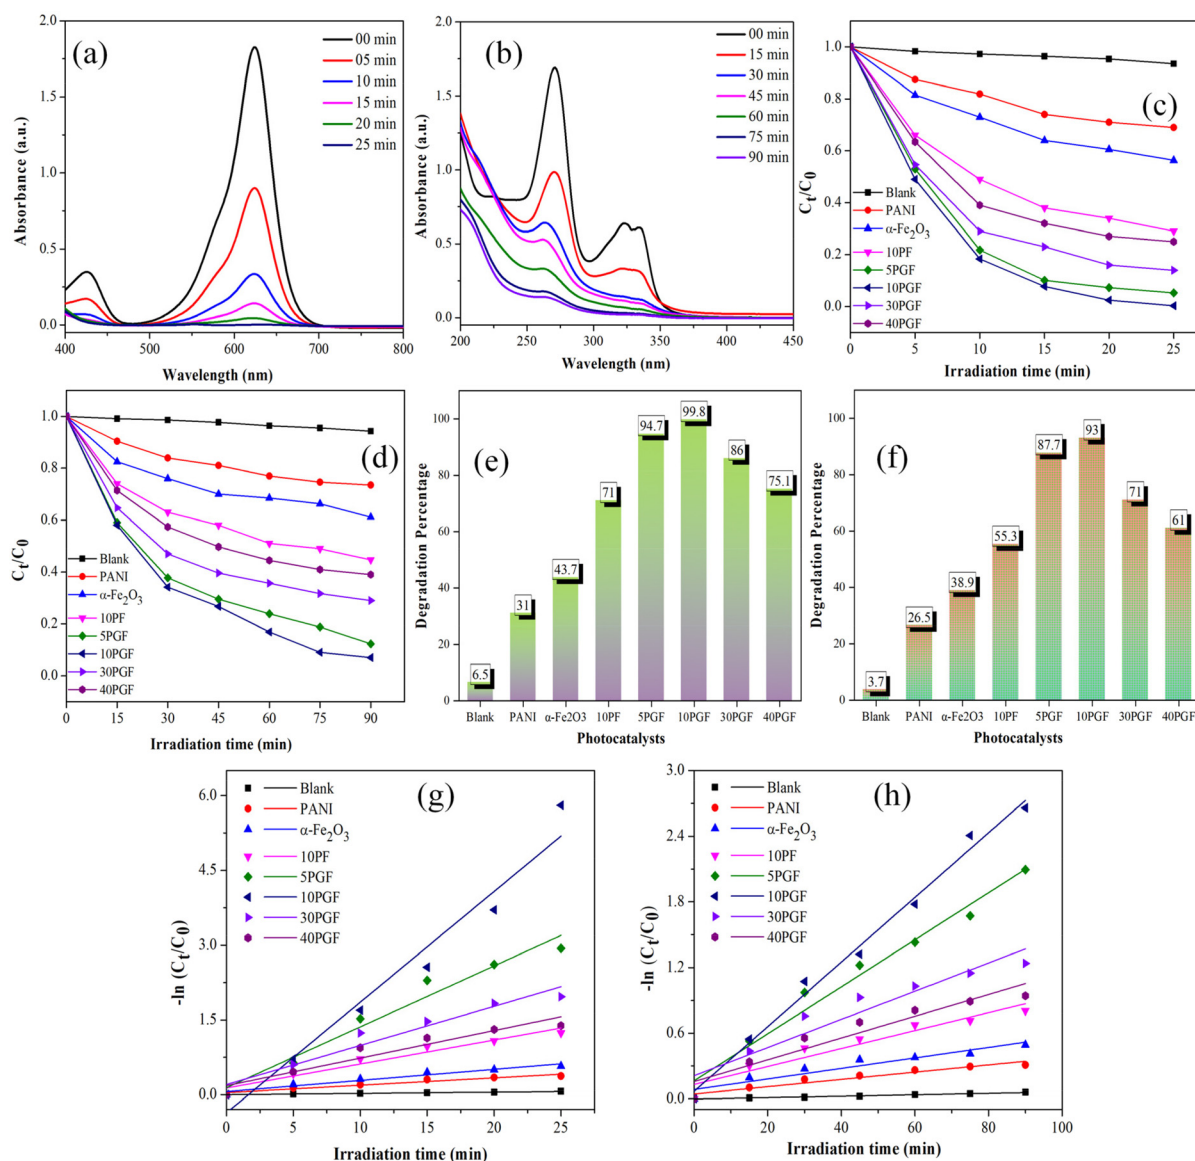 (a)
00 min
05 min
10 min
15 min
20 min
25 min
Absorbance (a.u.)
2.0
1.5
1.0
0.5
0.0
400 500 600 700 800
Wavelength (nm)
(b)
00 min
15 min
30 min
45 min
60 min
75 min
90 min
Absorbance (a.u.)
2.0
1.5
1.0
0.5
0.0
200 250 300 350 400 450
Wavelength (nm)
(c)
Blank
PANI
α-Fe2O3
10PF
5PGF
10PGF
30PGF
40PGF
Ct/C0
1.0
0.8
0.6
0.4
0.2
0.0
0 5 10 15 20 25
Irradiation time (min)
(d)
Blank
PANI
α-Fe2O3
10PF
5PGF
10PGF
30PGF
40PGF
Ct/C0
1.0
0.8
0.6
0.4
0.2
0.0
0 15 30 45 60 75 90
Irradiation time (min)
(e)
Degradation Percentage
100
80
60
40
20
0
6.5
31
43.7
71
94.7
99.8
86
75.1
Blank PANI α-Fe2O3 10PF 5PGF 10PGF 30PGF 40PGF
Photocatalysts
(f)
Degradation Percentage
100
80
60
40
20
0
3.7
26.5
38.9
55.3
87.7
93
71
61
Blank PANI α-Fe2O3 10PF 5PGF 10PGF 30PGF 40PGF
Photocatalysts
(g)
Blank
PANI
α-Fe2O3
10PF
5PGF
10PGF
30PGF
40PGF
-ln (Ct/C0)
6.0
4.5
3.0
1.5
0.0
0 5 10 15 20 25
Irradiation time (min)
(h)
Blank
PANI
α-Fe2O3
10PF
5PGF
10PGF
30PGF
40PGF
-ln (Ct/C0)
3.0
2.4
1.8
1.2
0.6
0.0
0 20 40 60 80 100
Irradiation time (min)